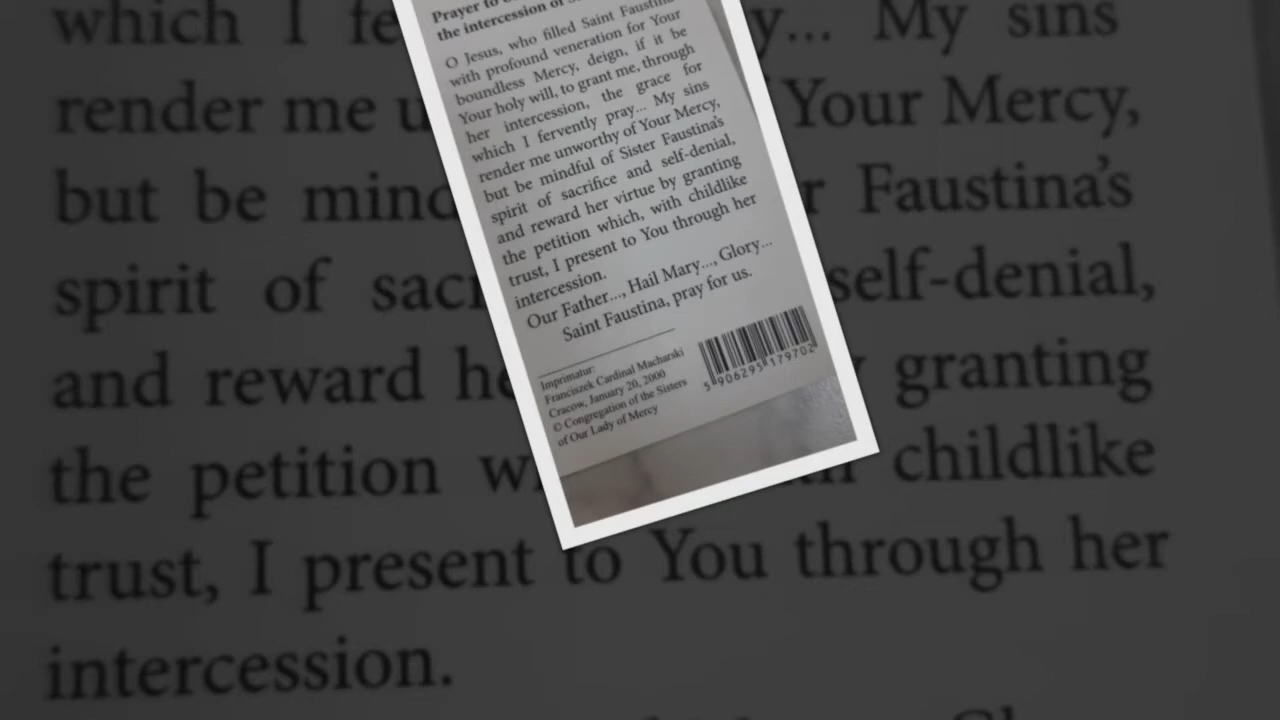 Prayer to
the intercession of
O Jesus, who filled Saint Faustina
with profound veneration for Your
boundless Mercy, deign, if it be
Your holy will, to grant me, through
her intercession, the grace for
which I fervently pray... My sins
render me unworthy of Your Mercy,
but be mindful of Sister Faustina's
spirit of sacrifice and self-denial,
and reward her virtue by granting
the petition which, with childlike
trust, I present to You through her
intercession.
Our Father..., Hail Mary..., Glory...
Saint Faustina, pray for us.
Imprimatur:
Franciszek Cardinal Macharski
Cracow, January 20, 2000
© Congregation of the Sisters
of Our Lady of Mercy
5 906295 179702
which I My sins
render me Your Mercy,
but be Faustina's
spirit of self-denial,
and reward granting
the petition childlike
trust, I present to You through her
intercession.